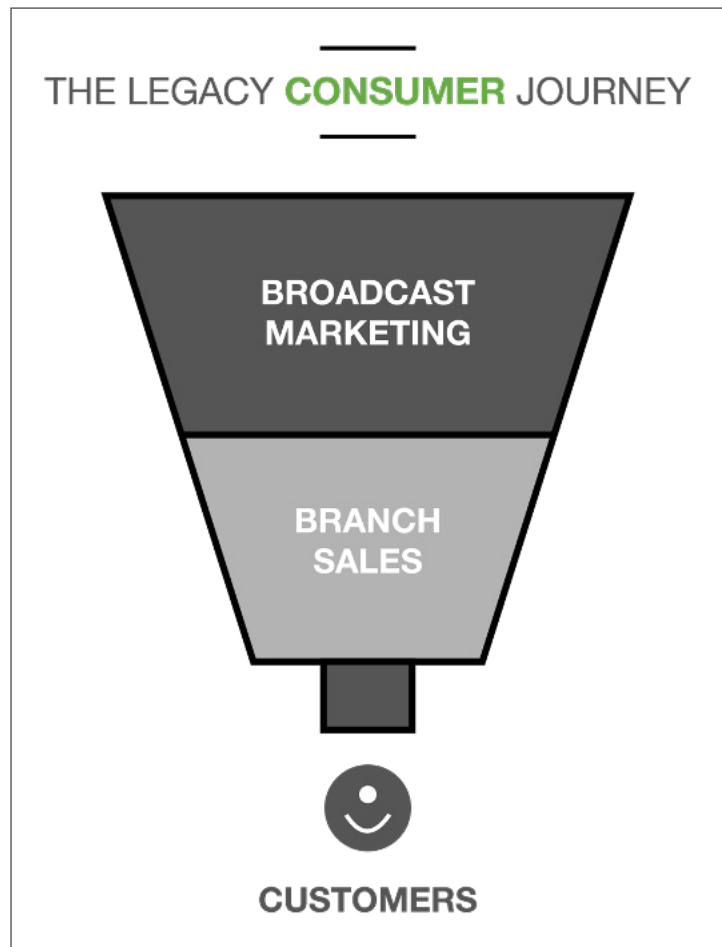 THE LEGACY CONSUMER JOURNEY
BROADCAST
MARKETING
BRANCH
SALES
CUSTOMERS